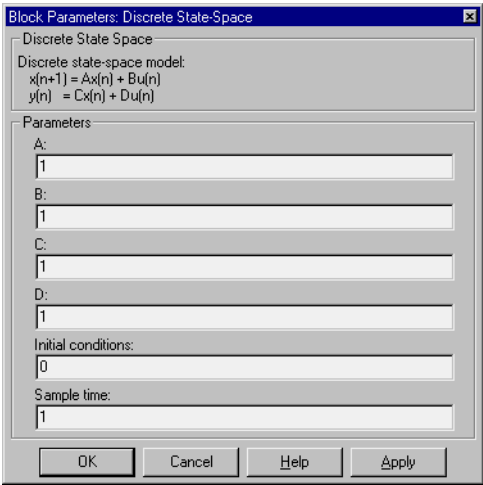 Block Parameters: Discrete State-Space
Discrete State Space
Discrete state-space model:
x(n+1) = Ax(n) + Bu(n)
y(n) = Cx(n) + Du(n)
Parameters
A:
1
B:
1
C:
1
D:
1
Initial conditions:
0
Sample time:
1
OK Cancel Help Apply